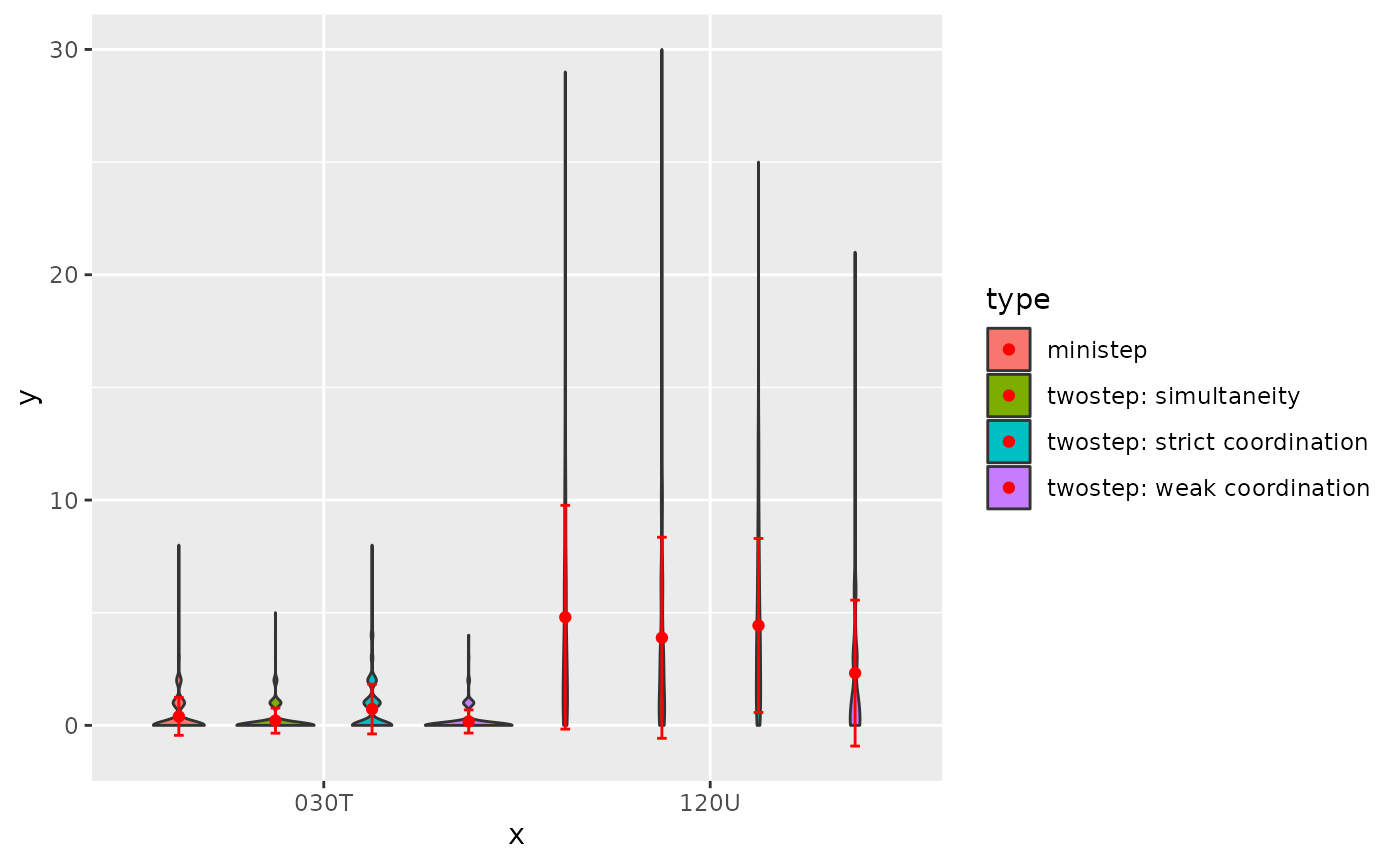 30
20
10
0
y
030T
120U
x
type
ministep
twostep: simultaneity
twostep: strict coordination
twostep: weak coordination